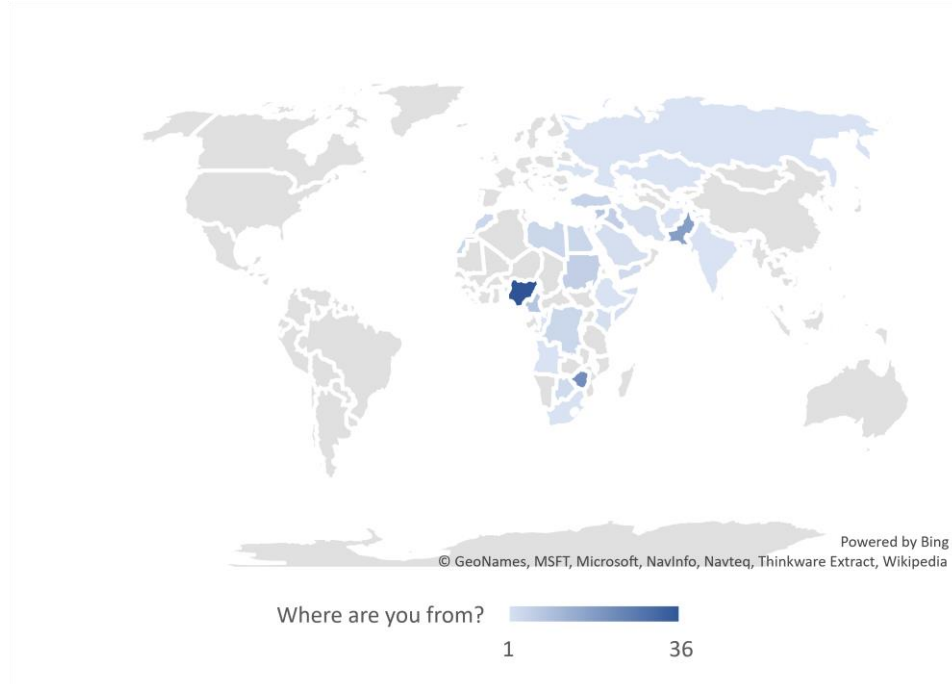 Powered by Bing
© GeoNames, MSFT, Microsoft, NavInfo, Navteq, Thinkware Extract, Wikipedia
Where are you from?
1
36